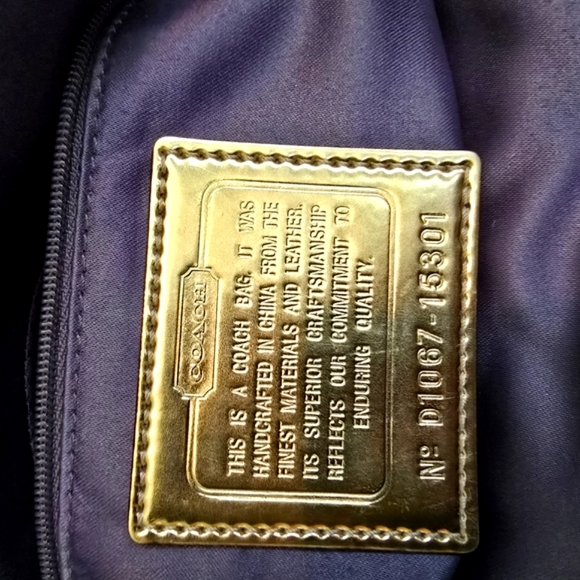 COACH
THIS IS A COACH BAG. IT WAS
HANDCRAFTED IN CHINA FROM THE
FINEST MATERIALS AND LEATHER.
ITS SUPERIOR CRAFTSMANSHIP
REFLECTS OUR COMMITMENT TO
ENDURING QUALITY.
Nº D1067-15301